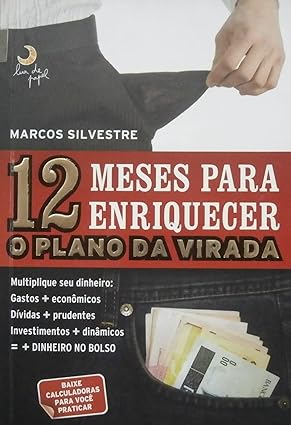 lua de papel
MARCOS SILVESTRE
12 MESES PARA
ENRIQUECER
O PLANO DA VIRADA
Multiplique seu dinheiro:
Gastos + econômicos
Dívidas + prudentes
Investimentos + dinâmicos
= + DINHEIRO NO BOLSO
BAIXE
CALCULADORAS
PARA VOCÊ
PRATICAR